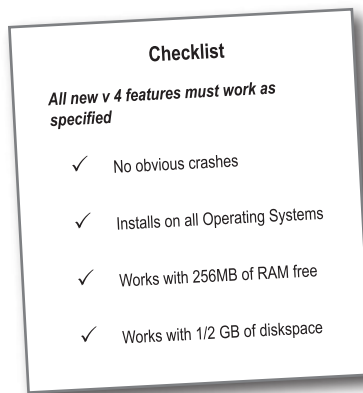 Checklist
All new v 4 features must work as
specified
✓ No obvious crashes
✓ Installs on all Operating Systems
✓ Works with 256MB of RAM free
✓ Works with 1/2 GB of diskspace